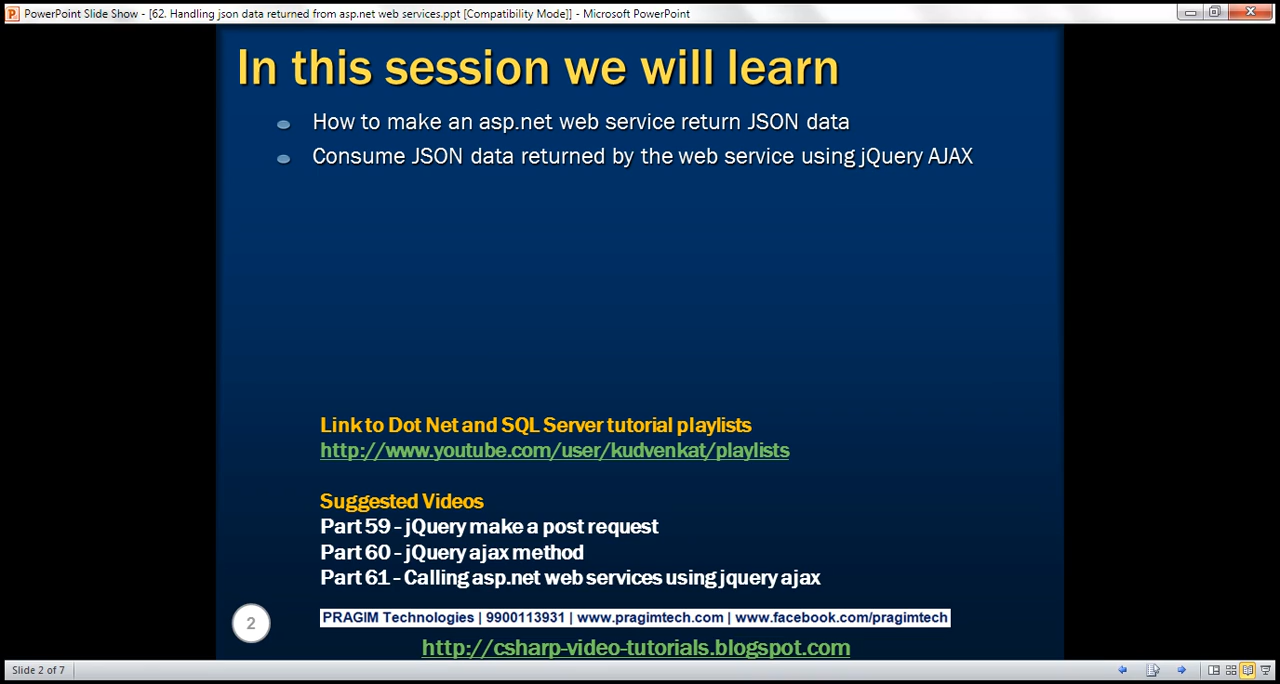 PowerPoint Slide Show - [62. Handling json data returned from asp.net web services.ppt [Compatibility Mode]] - Microsoft PowerPoint
In this session we will learn
How to make an asp.net web service return JSON data
Consume JSON data returned by the web service using jQuery AJAX
Link to Dot Net and SQL Server tutorial playlists
http://www.youtube.com/user/kudvenkat/playlists
Suggested Videos
Part 59 - jQuery make a post request
Part 60 - jQuery ajax method
Part 61 - Calling asp.net web services using jquery ajax
2
PRAGIM Technologies | 9900113931 | www.pragimtech.com | www.facebook.com/pragimtech
http://csharp-video-tutorials.blogspot.com
Slide 2 of 7